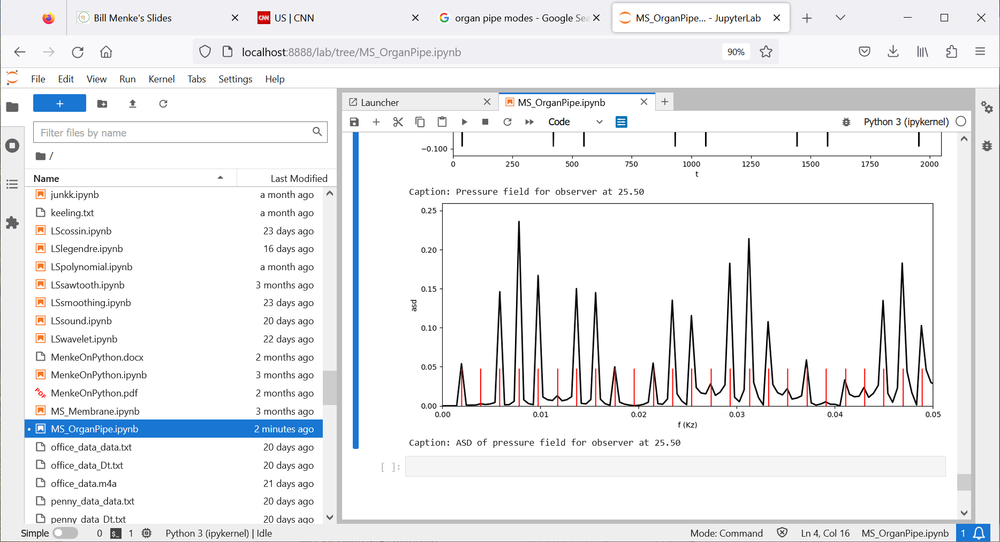 Bill Menke's Slides
CNN US | CNN
organ pipe modes - Google Sea
MS_OrganPipe... - JupyterLab
localhost:8888/lab/tree/MS_OrganPipe.ipynb
90%
File Edit View Run Kernel Tabs Settings Help
+
Launcher
MS_OrganPipe.ipynb
Filter files by name
Code
Python 3 (ipykernel)
/
Name Last Modified
junkk.ipynb a month ago
keeling.txt a month ago
LScossin.ipynb 23 days ago
LSlegendre.ipynb 16 days ago
LSpolynomial.ipynb a month ago
LSsawtooth.ipynb 3 months ago
LSsmoothing.ipynb 23 days ago
LSsound.ipynb 20 days ago
LSwavelet.ipynb 22 days ago
MenkeOnPython.docx 2 months ago
MenkeOnPython.ipynb 3 months ago
PDF MenkeOnPython.pdf 2 months ago
MS_Membrane.ipynb 3 months ago
• MS_OrganPipe.ipynb 2 minutes ago
office_data_data.txt 20 days ago
office_data_Dt.txt 20 days ago
office_data.m4a 21 days ago
penny_data_data.txt 20 days ago
penny_data_Dt.txt 20 days ago
−0.100
0 250 500 750 1000 1250 1500 1750 2000
t
Caption: Pressure field for observer at 25.50
0.25
0.20
0.15
asd
0.10
0.05
0.00
0.00 0.01 0.02 0.03 0.04 0.05
f (Kz)
Caption: ASD of pressure field for observer at 25.50
[ ]:
Simple 0 $_ 1 Python 3 (ipykernel) | Idle
Mode: Command Ln 4, Col 16 MS_OrganPipe.ipynb 1